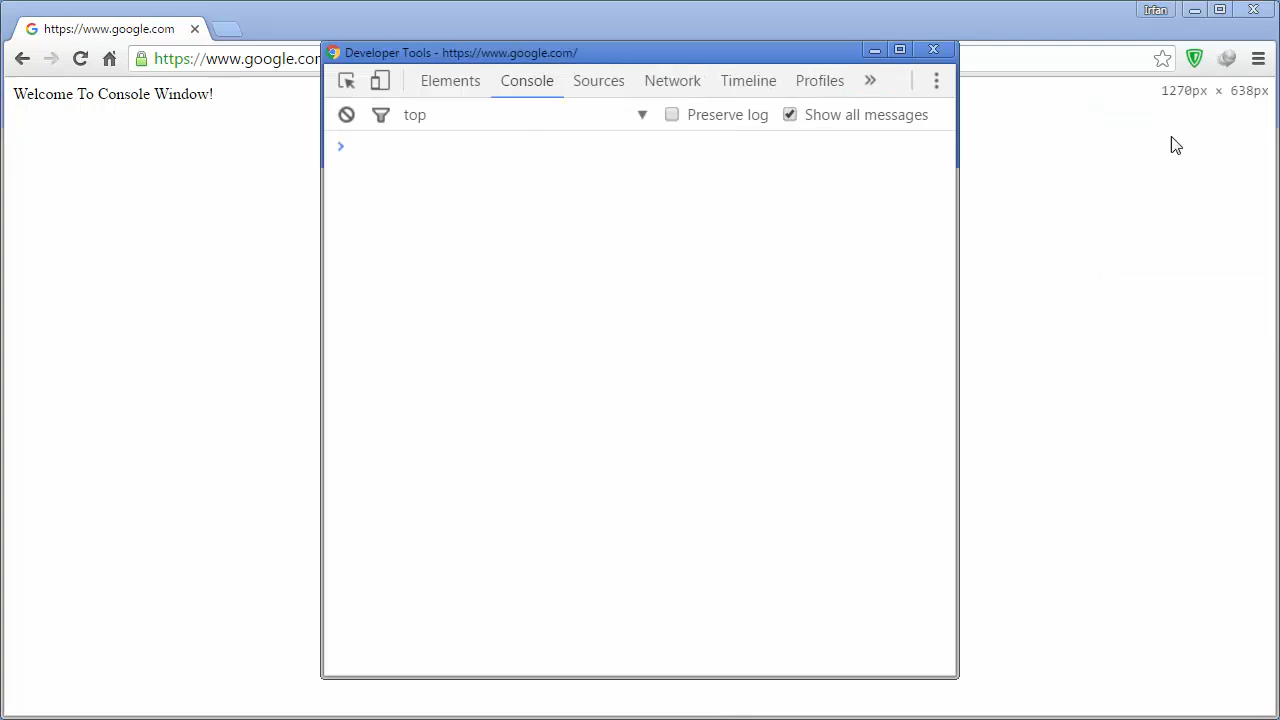 Irfan
https://www.google.com
https://www.google.co
Developer Tools - https://www.google.com/
Elements Console Sources Network Timeline Profiles »
top Preserve log Show all messages
Welcome To Console Window!
1270px × 638px